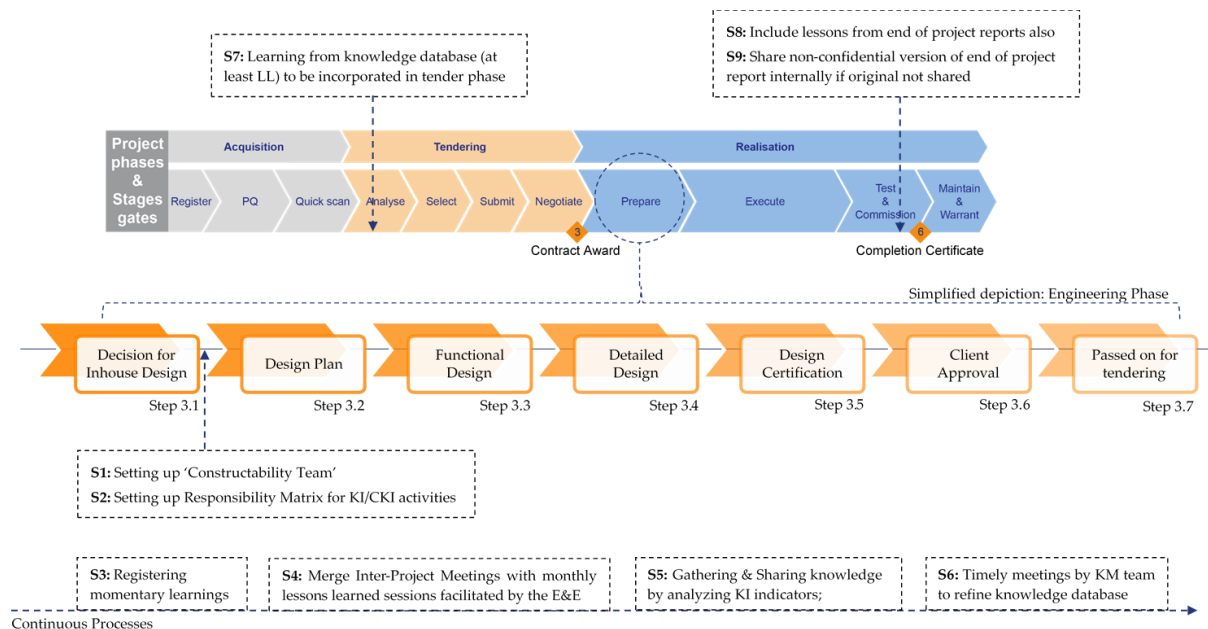 S7: Learning from knowledge database (at
least LL) to be incorporated in tender phase
S8: Include lessons from end of project reports also
S9: Share non-confidential version of end of project
report internally if original not shared
Project
phases
&
Stages
gates
Acquisition
Tendering
Realisation
Register
PQ
Quick scan
Analyse
Select
Submit
Negotiate
Prepare
Execute
Test
&
Commission
Maintain
&
Warrant
3
Contract Award
6
Completion Certificate
Simplified depiction: Engineering Phase
Decision for
Inhouse Design
Step 3.1
Design Plan
Step 3.2
Functional
Design
Step 3.3
Detailed
Design
Step 3.4
Design
Certification
Step 3.5
Client
Approval
Step 3.6
Passed on for
tendering
Step 3.7
S1: Setting up ‘Constructability Team’
S2: Setting up Responsibility Matrix for KI/CKI activities
S3: Registering
momentary learnings
S4: Merge Inter-Project Meetings with monthly
lessons learned sessions facilitated by the E&E
S5: Gathering & Sharing knowledge
by analyzing KI indicators;
S6: Timely meetings by KM team
to refine knowledge database
Continuous Processes